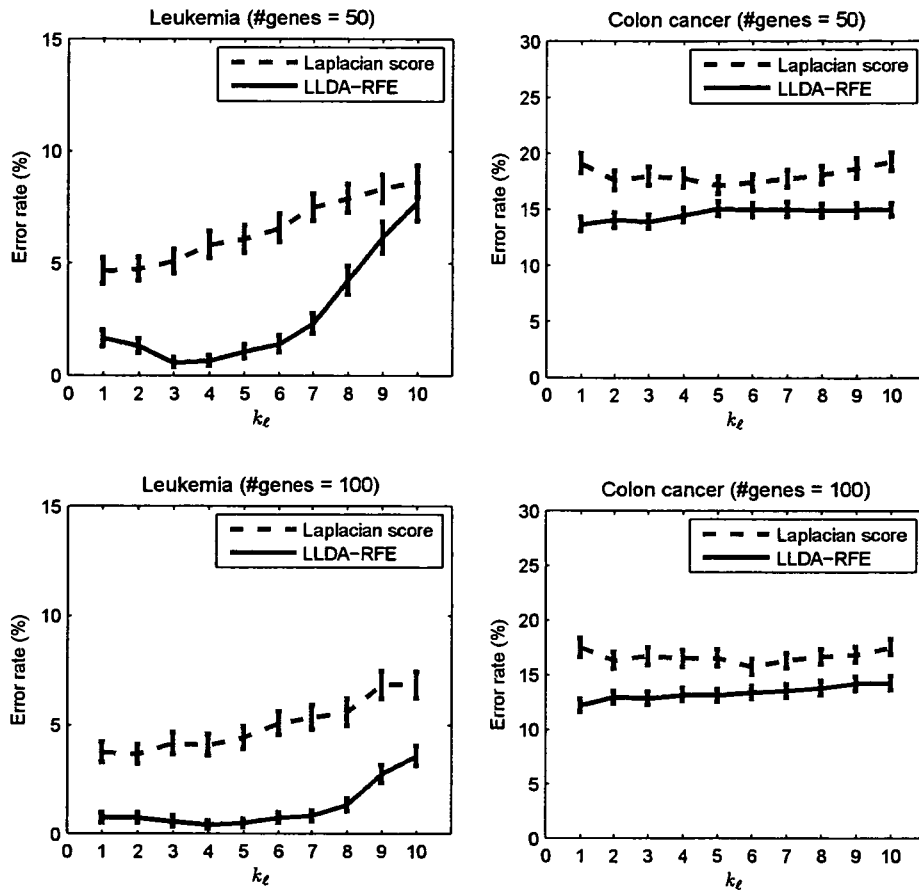 Leukemia (#genes = 50)
15
10
5
0
Error rate (%)
Laplacian score
LLDA-RFE
0 1 2 3 4 5 6 7 8 9 10
kℓ
Colon cancer (#genes = 50)
30
25
20
15
10
5
0
Error rate (%)
Laplacian score
LLDA-RFE
0 1 2 3 4 5 6 7 8 9 10
kℓ
Leukemia (#genes = 100)
15
10
5
0
Error rate (%)
Laplacian score
LLDA-RFE
0 1 2 3 4 5 6 7 8 9 10
kℓ
Colon cancer (#genes = 100)
30
25
20
15
10
5
0
Error rate (%)
Laplacian score
LLDA-RFE
0 1 2 3 4 5 6 7 8 9 10
kℓ